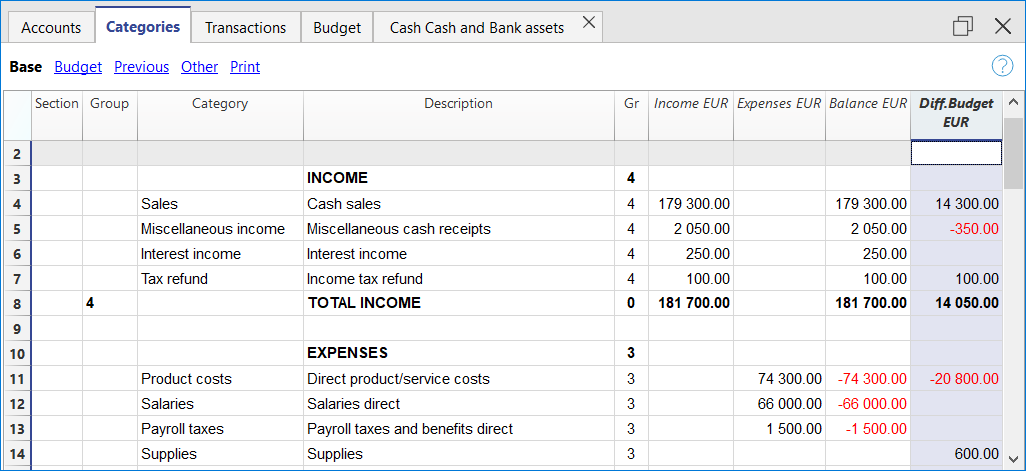 Accounts Categories Transactions Budget Cash Cash and Bank assets
Base Budget Previous Other Print ?
Section Group Category Description Gr Income EUR Expenses EUR Balance EUR Diff.Budget
EUR
2
3 INCOME 4
4 Sales Cash sales 4 179 300.00 179 300.00 14 300.00
5 Miscellaneous income Miscellaneous cash receipts 4 2 050.00 2 050.00 -350.00
6 Interest income Interest income 4 250.00 250.00
7 Tax refund Income tax refund 4 100.00 100.00 100.00
8 4 TOTAL INCOME 0 181 700.00 181 700.00 14 050.00
9
10 EXPENSES 3
11 Product costs Direct product/service costs 3 74 300.00 -74 300.00 -20 800.00
12 Salaries Salaries direct 3 66 000.00 -66 000.00
13 Payroll taxes Payroll taxes and benefits direct 3 1 500.00 -1 500.00
14 Supplies Supplies 3 600.00